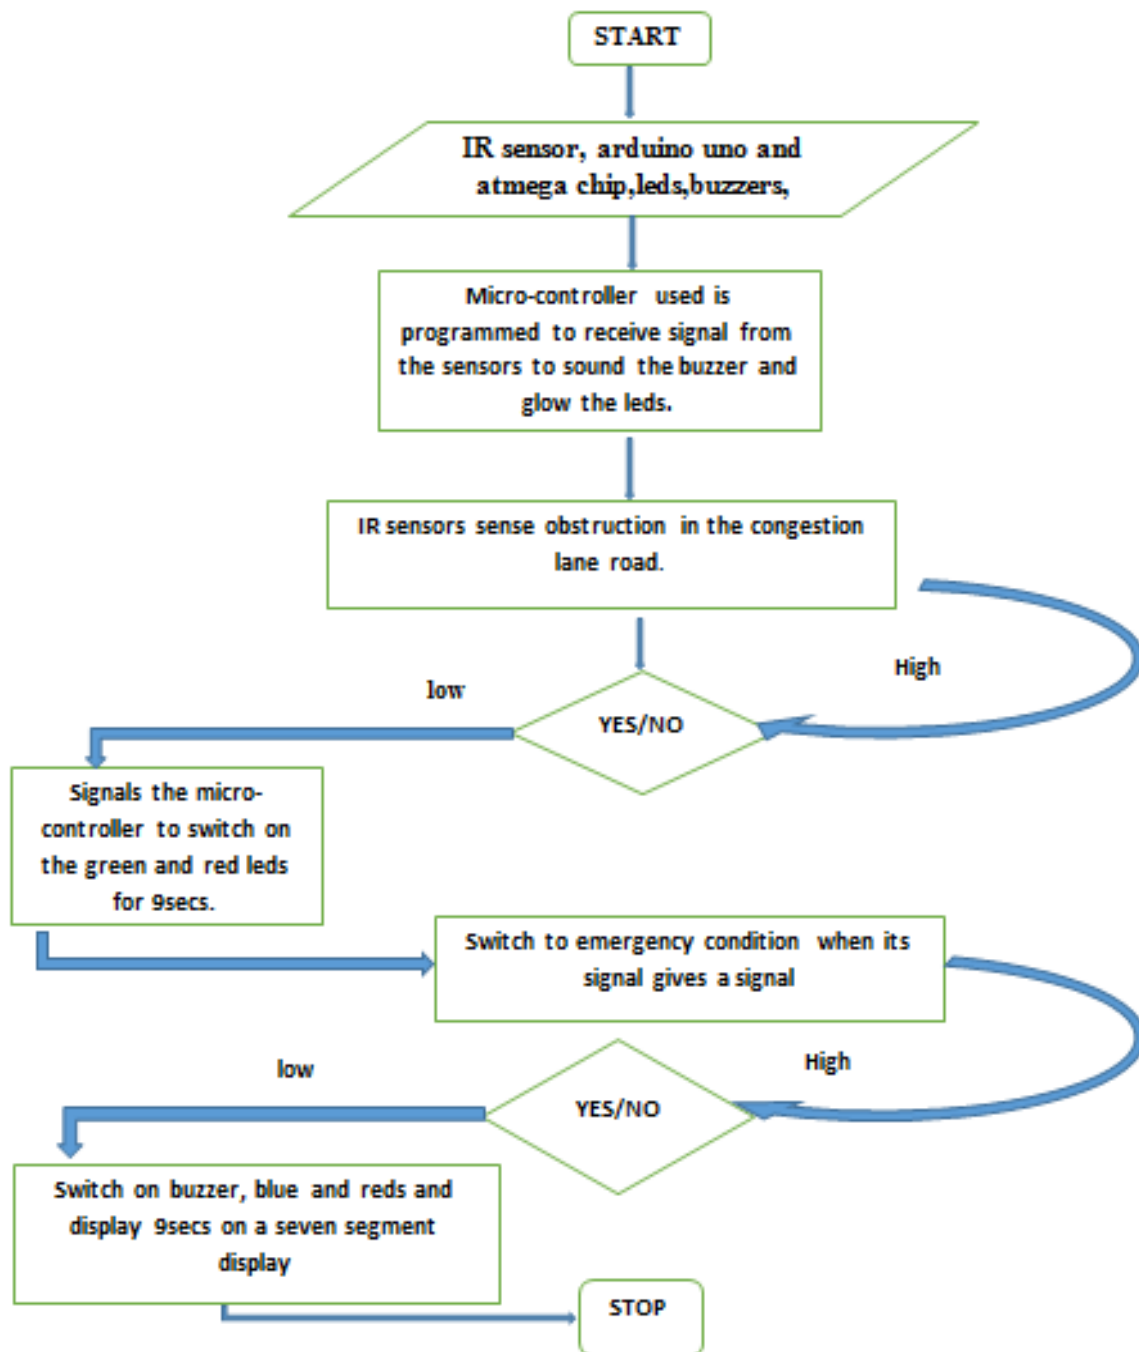 START
IR sensor, arduino uno and
atmega chip,leds,buzzers,
Micro-controller used is
programmed to receive signal from
the sensors to sound the buzzer and
glow the leds.
IR sensors sense obstruction in the congestion
lane road.
High
low
YES/NO
Signals the micro-
controller to switch on
the green and red leds
for 9secs.
Switch to emergency condition when its
signal gives a signal
High
low
YES/NO
Switch on buzzer, blue and reds and
display 9secs on a seven segment
display
STOP